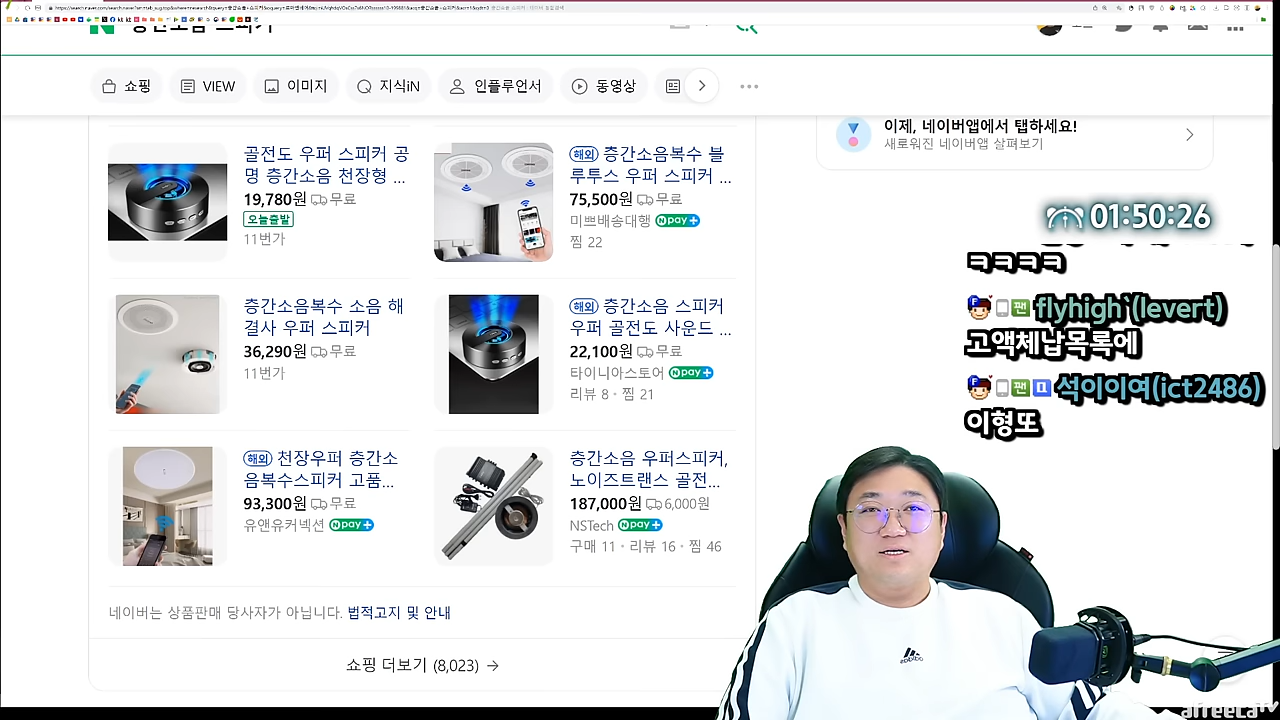 층간소음 스피커
쇼핑
VIEW
이미지
지식iN
인플루언서
동영상
이제, 네이버앱에서 탭하세요!
새로워진 네이버앱 살펴보기
골전도 우퍼 스피커 공
명 층간소음 천장형 ...
19,780원 무료
오늘출발
11번가
해외 층간소음복수 블
루투스 우퍼 스피커 ...
75,500원 무료
미쁘배송대행 N pay+
찜 22
층간소음복수 소음 해
결사 우퍼 스피커
36,290원 무료
11번가
해외 층간소음 스피커
우퍼 골전도 사운드 ...
22,100원 무료
타이니아스토어 N pay+
리뷰 8 · 찜 21
해외 천장우퍼 층간소
음복수스피커 고품...
93,300원 무료
유앤유커넥션 N pay+
층간소음 우퍼스피커,
노이즈트랜스 골전...
187,000원 6,000원
NSTech N pay+
구매 11 · 리뷰 16 · 찜 46
네이버는 상품판매 당사자가 아닙니다. 법적고지 및 안내
쇼핑 더보기 (8,023) →
01:50:26
ㅋㅋㅋㅋ
F 팬 flyhigh`(levert)
고액체납목록에
F 팬 n 석이이여(ict2486)
이형또
adidas
afreecaTV